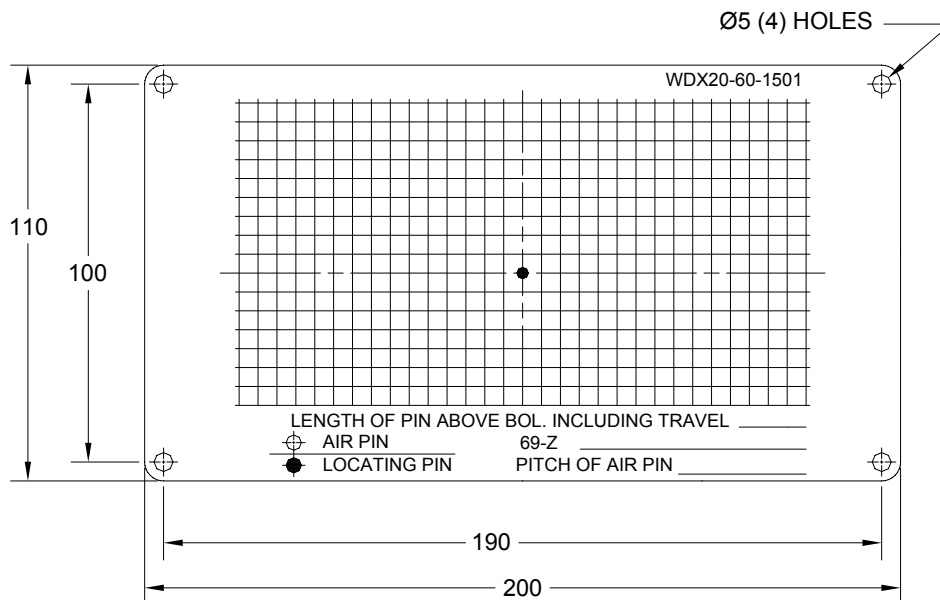 Ø5 (4) HOLES
WDX20-60-1501
110
100
LENGTH OF PIN ABOVE BOL. INCLUDING TRAVEL
AIR PIN
69-Z
LOCATING PIN
PITCH OF AIR PIN
190
200